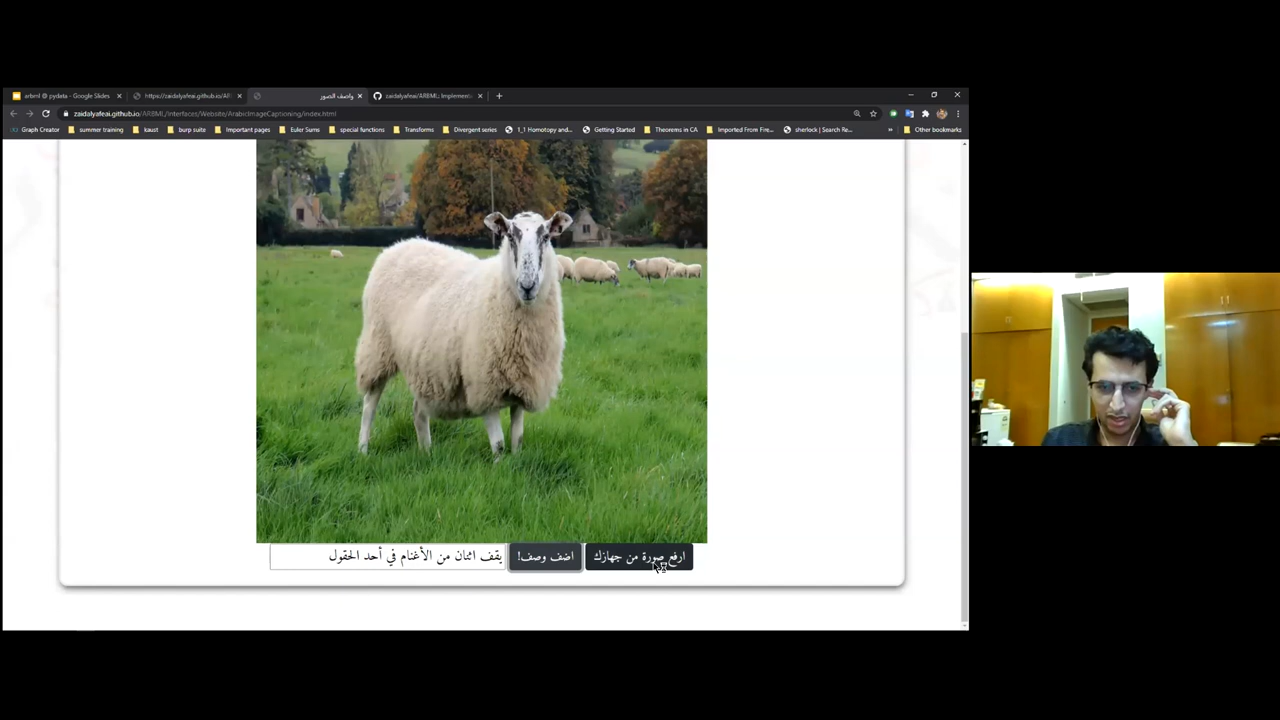 arbml @ pydata - Google Slides
https://zaidalyafeai.github.io/AR
واصف الصور
zaidalyafeai/ARBML: Implement
zaidalyafeai.github.io/ARBML/Interfaces/Website/ArabicImageCaptioning/index.html
Graph Creator
summer training
kaust
burp suite
Important pages
Euler Sums
special functions
Transforms
Divergent series
1_1 Homotopy and...
Getting Started
Theorems in CA
Imported From Fire...
sherlock | Search Re...
Other bookmarks
ارفع صورة من جهازك
اضف وصف!
يقف اثنان من الأغنام في أحد الحقول